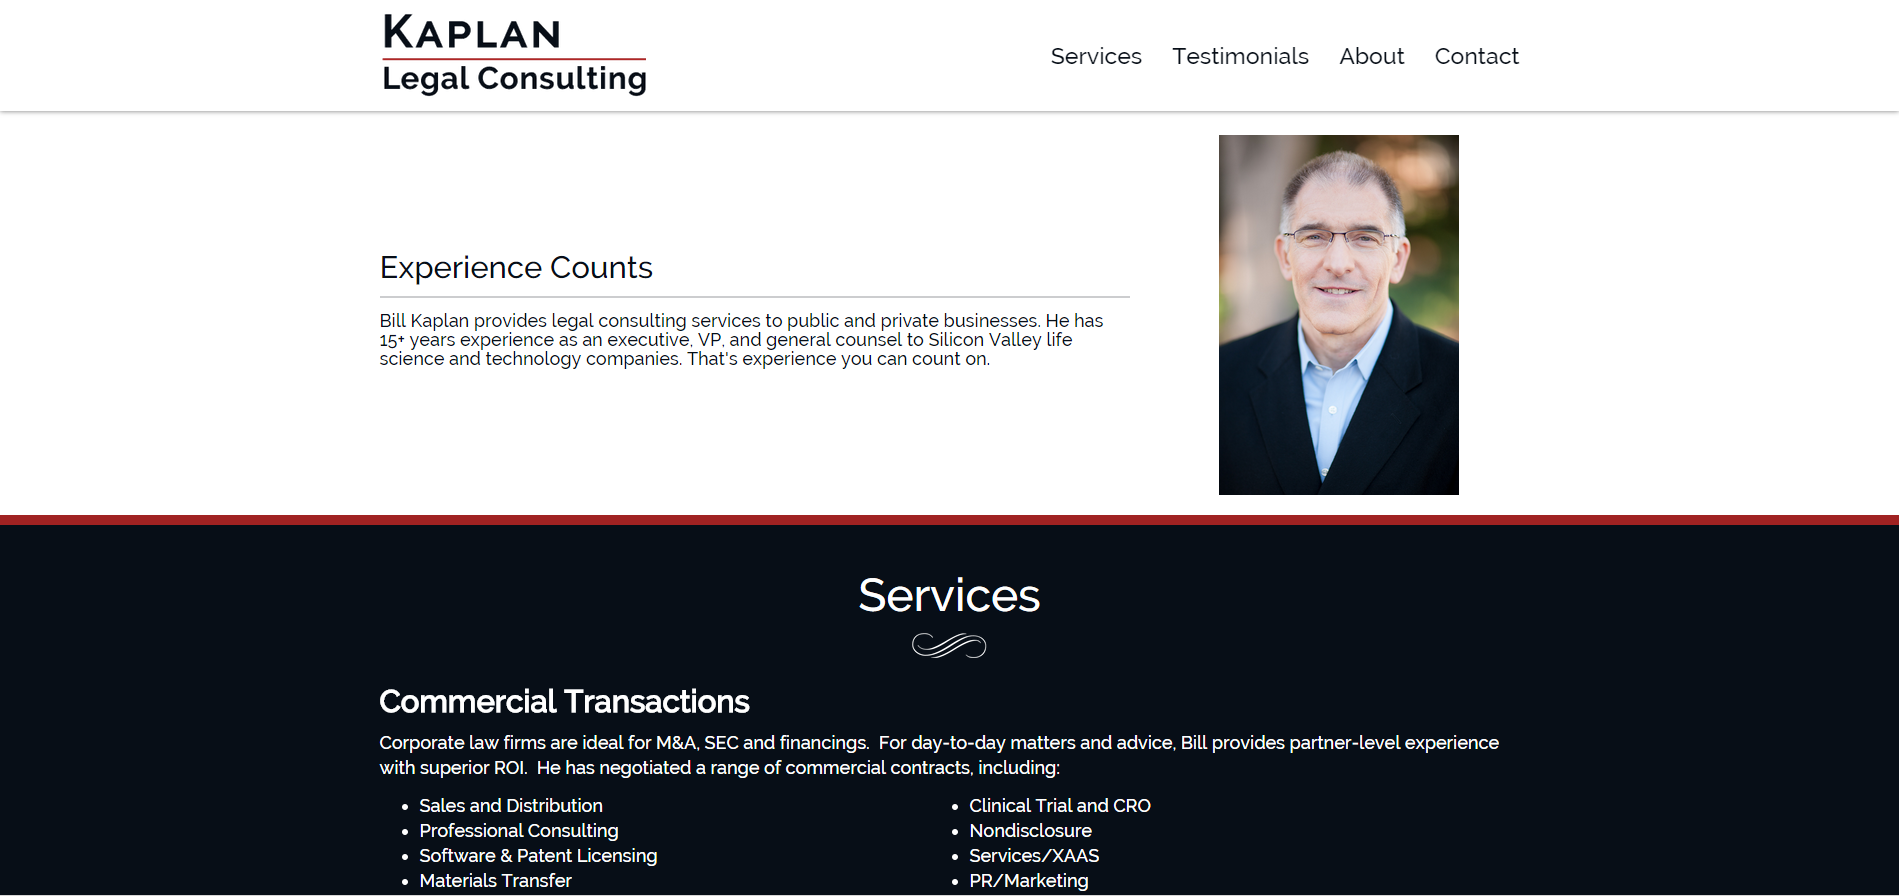 KAPLAN
Legal Consulting
Services Testimonials About Contact
Experience Counts
Bill Kaplan provides legal consulting services to public and private businesses. He has
15+ years experience as an executive, VP, and general counsel to Silicon Valley life
science and technology companies. That's experience you can count on.
Services
Commercial Transactions
Corporate law firms are ideal for M&A, SEC and financings. For day-to-day matters and advice, Bill provides partner-level experience
with superior ROI. He has negotiated a range of commercial contracts, including:
• Sales and Distribution
• Professional Consulting
• Software & Patent Licensing
• Materials Transfer
• Clinical Trial and CRO
• Nondisclosure
• Services/XAAS
• PR/Marketing